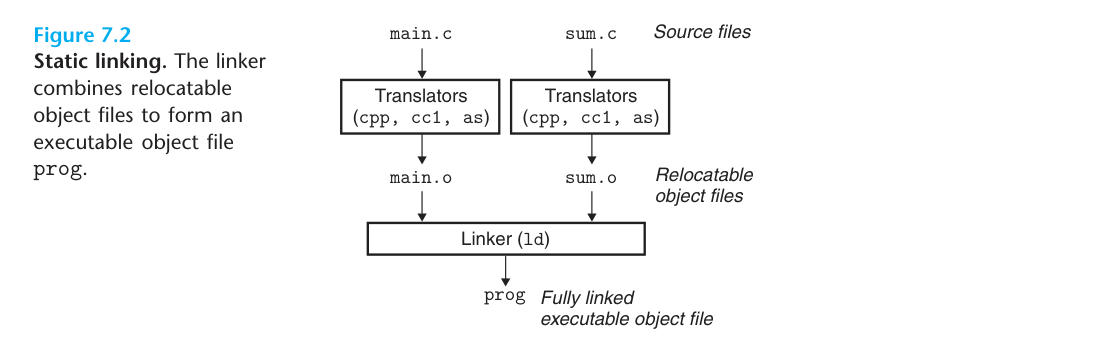 Figure 7.2
Static linking. The linker
combines relocatable
object files to form an
executable object file
prog.
main.c
sum.c
Source files
Translators
(cpp, cc1, as)
Translators
(cpp, cc1, as)
main.o
sum.o
Relocatable
object files
Linker (ld)
prog
Fully linked
executable object file